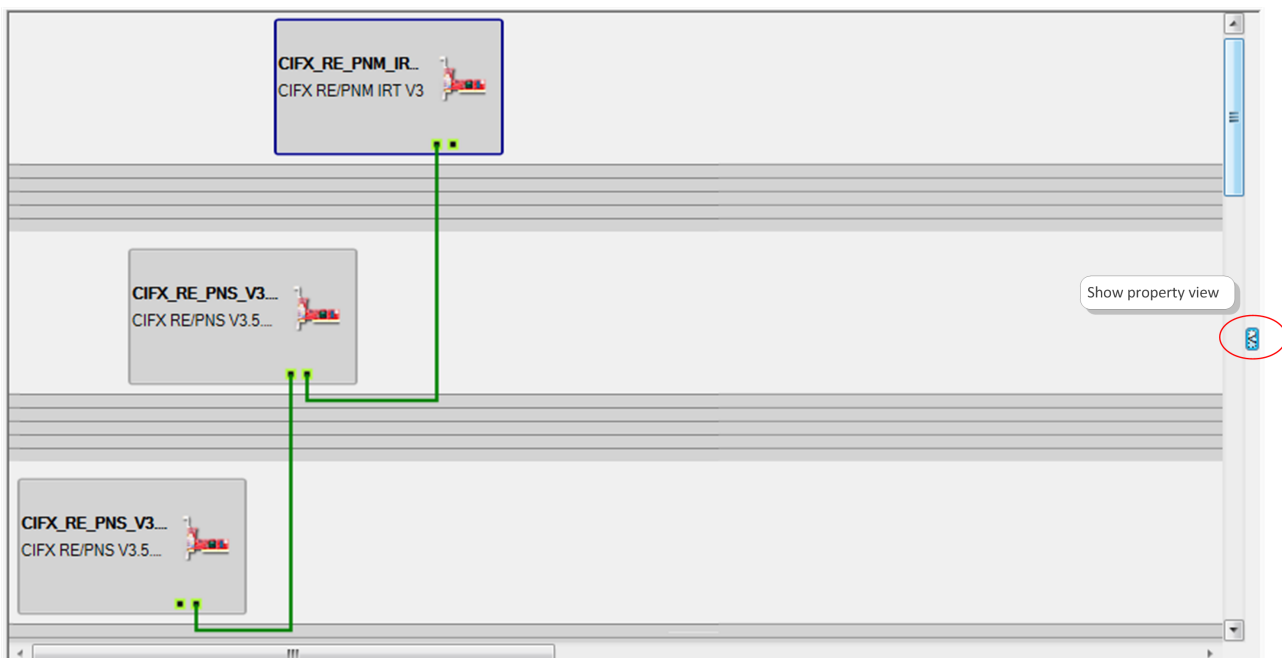 CIFX_RE_PNM_IR..
CIFX RE/PNM IRT V3
CIFX_RE_PNS_V3....
CIFX RE/PNS V3.5....
Show property view
CIFX_RE_PNS_V3....
CIFX RE/PNS V3.5....